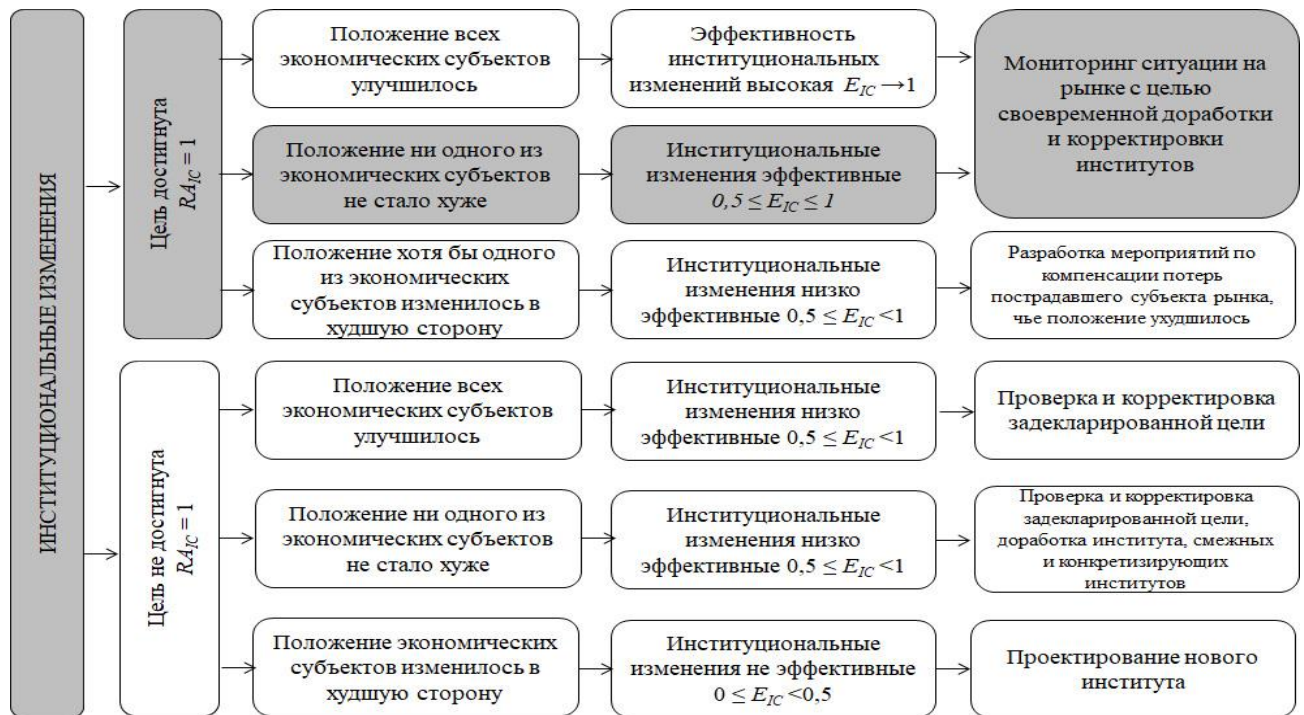 ИНСТИТУЦИОНАЛЬНЫЕ ИЗМЕНЕНИЯ
Цель достигнута
RA_IC = 1
Положение всех
экономических субъектов
улучшилось
Эффективность
институциональных
изменений высокая E_IC →1
Мониторинг ситуации на
рынке с целью
своевременной доработки
и корректировки
институтов
Положение ни одного из
экономических субъектов
не стало хуже
Институциональные
изменения эффективные
0,5 ≤ E_IC ≤ 1
Положение хотя бы одного
из экономических
субъектов изменилось в
худшую сторону
Институциональные
изменения низко
эффективные 0,5 ≤ E_IC <1
Разработка мероприятий по
компенсации потерь
пострадавшего субъекта рынка,
чье положение ухудшилось
Цель не достигнута
RA_IC = 1
Положение всех
экономических субъектов
улучшилось
Институциональные
изменения низко
эффективные 0,5 ≤ E_IC <1
Проверка и корректировка
задекларированной цели
Положение ни одного из
экономических субъектов
не стало хуже
Институциональные
изменения низко
эффективные 0,5 ≤ E_IC <1
Проверка и корректировка
задекларированной цели,
доработка института, смежных
и конкретизирующих
институтов
Положение экономических
субъектов изменилось в
худшую сторону
Институциональные
изменения не эффективные
0 ≤ E_IC <0,5
Проектирование нового
института